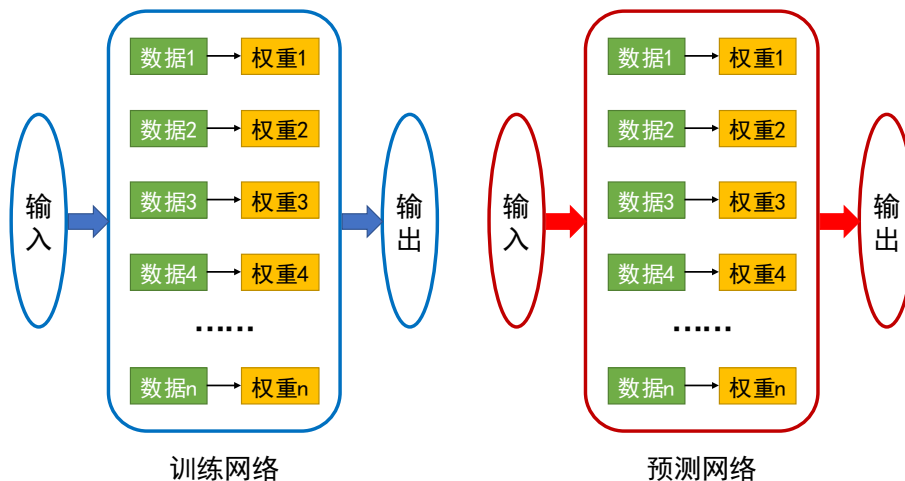 数据1 权重1
数据2 权重2
数据3 权重3
数据4 权重4
……
数据n 权重n
输入
输出
训练网络
数据1 权重1
数据2 权重2
数据3 权重3
数据4 权重4
……
数据n 权重n
输入
输出
预测网络